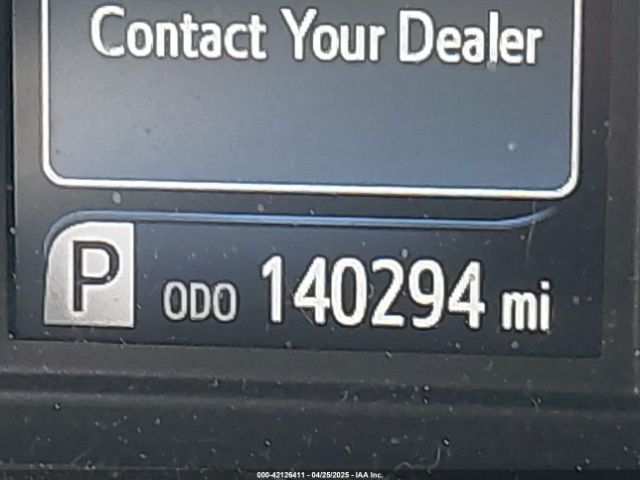 Contact Your Dealer
P ODO 140294 mi
000-42126411 - 04/25/2025 - IAA Inc.